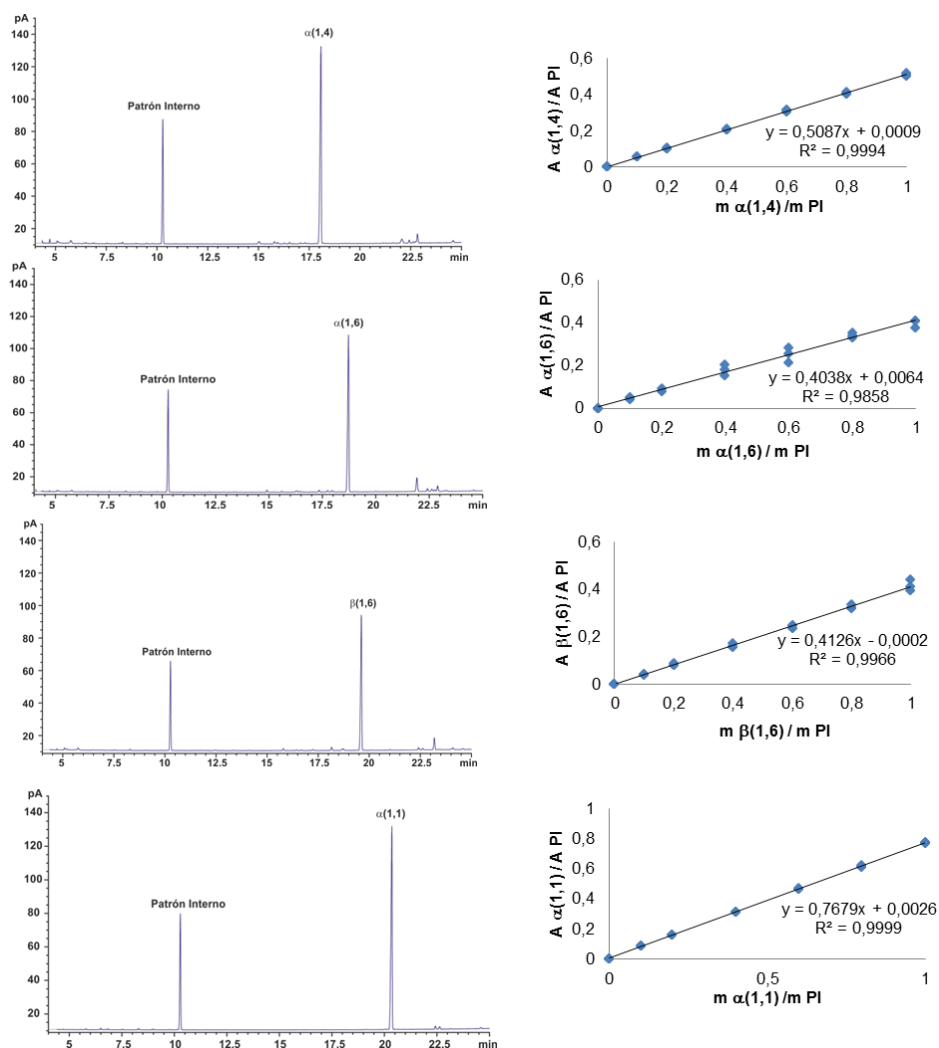 pA
140
120
100
80
60
40
20
Patrón Interno
α(1,4)
5 7.5 10 12.5 15 17.5 20 22.5 min
A α(1,4)/A PI
0,6
0,4
0,2
0
y = 0,5087x + 0,0009
R² = 0,9994
0 0,2 0,4 0,6 0,8 1
m α(1,4) /m PI
pA
140
120
100
80
60
40
20
Patrón Interno
α(1,6)
5 7.5 10 12.5 15 17.5 20 22.5 min
A α(1,6)/A PI
0,6
0,4
0,2
0
y = 0,4038x + 0,0064
R² = 0,9858
0 0,2 0,4 0,6 0,8 1
m α(1,6) / m PI
pA
140
120
100
80
60
40
20
Patrón Interno
β(1,6)
5 7.5 10 12.5 15 17.5 20 22.5 min
A β(1,6)/A PI
0,6
0,4
0,2
0
y = 0,4126x - 0,0002
R² = 0,9966
0 0,2 0,4 0,6 0,8 1
m β(1,6) / m PI
pA
140
120
100
80
60
40
20
Patrón Interno
α(1,1)
5 7.5 10 12.5 15 17.5 20 22.5 min
A α(1,1)/A PI
1
0,8
0,6
0,4
0,2
0
y = 0,7679x + 0,0026
R² = 0,9999
0 0,5 1
m α(1,1) /m PI